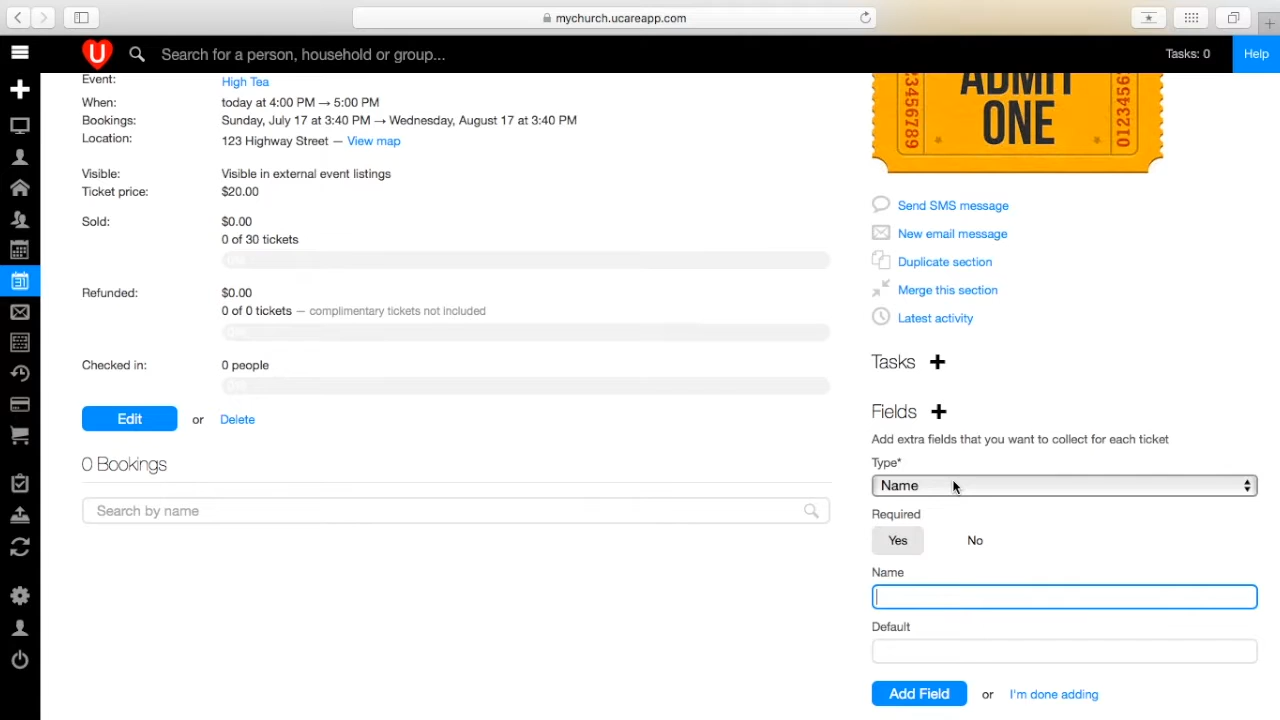 mychurch.ucareapp.com
U
Search for a person, household or group...
Tasks: 0
Help
Event:
High Tea
When:
today at 4:00 PM → 5:00 PM
Bookings:
Sunday, July 17 at 3:40 PM → Wednesday, August 17 at 3:40 PM
Location:
123 Highway Street — View map
Visible:
Visible in external event listings
Ticket price:
$20.00
Sold:
$0.00
0 of 30 tickets
0%
Refunded:
$0.00
0 of 0 tickets — complimentary tickets not included
0%
Checked in:
0 people
0%
Edit or Delete
0 Bookings
Search by name
ADMIT
ONE
23456789
0123456
Send SMS message
New email message
Duplicate section
Merge this section
Latest activity
Tasks +
Fields +
Add extra fields that you want to collect for each ticket
Type*
Name
Required
Yes No
Name
Default
Add Field or I'm done adding
31